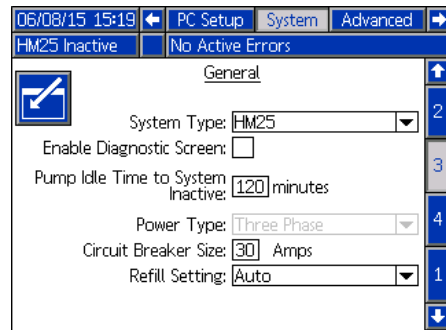 06/08/15 15:19 PC Setup System Advanced
HM25 Inactive No Active Errors
General
System Type: HM25
Enable Diagnostic Screen:
Pump Idle Time to System
Inactive: 120 minutes
Power Type: Three Phase
Circuit Breaker Size: 30 Amps
Refill Setting: Auto
2
3
4
1